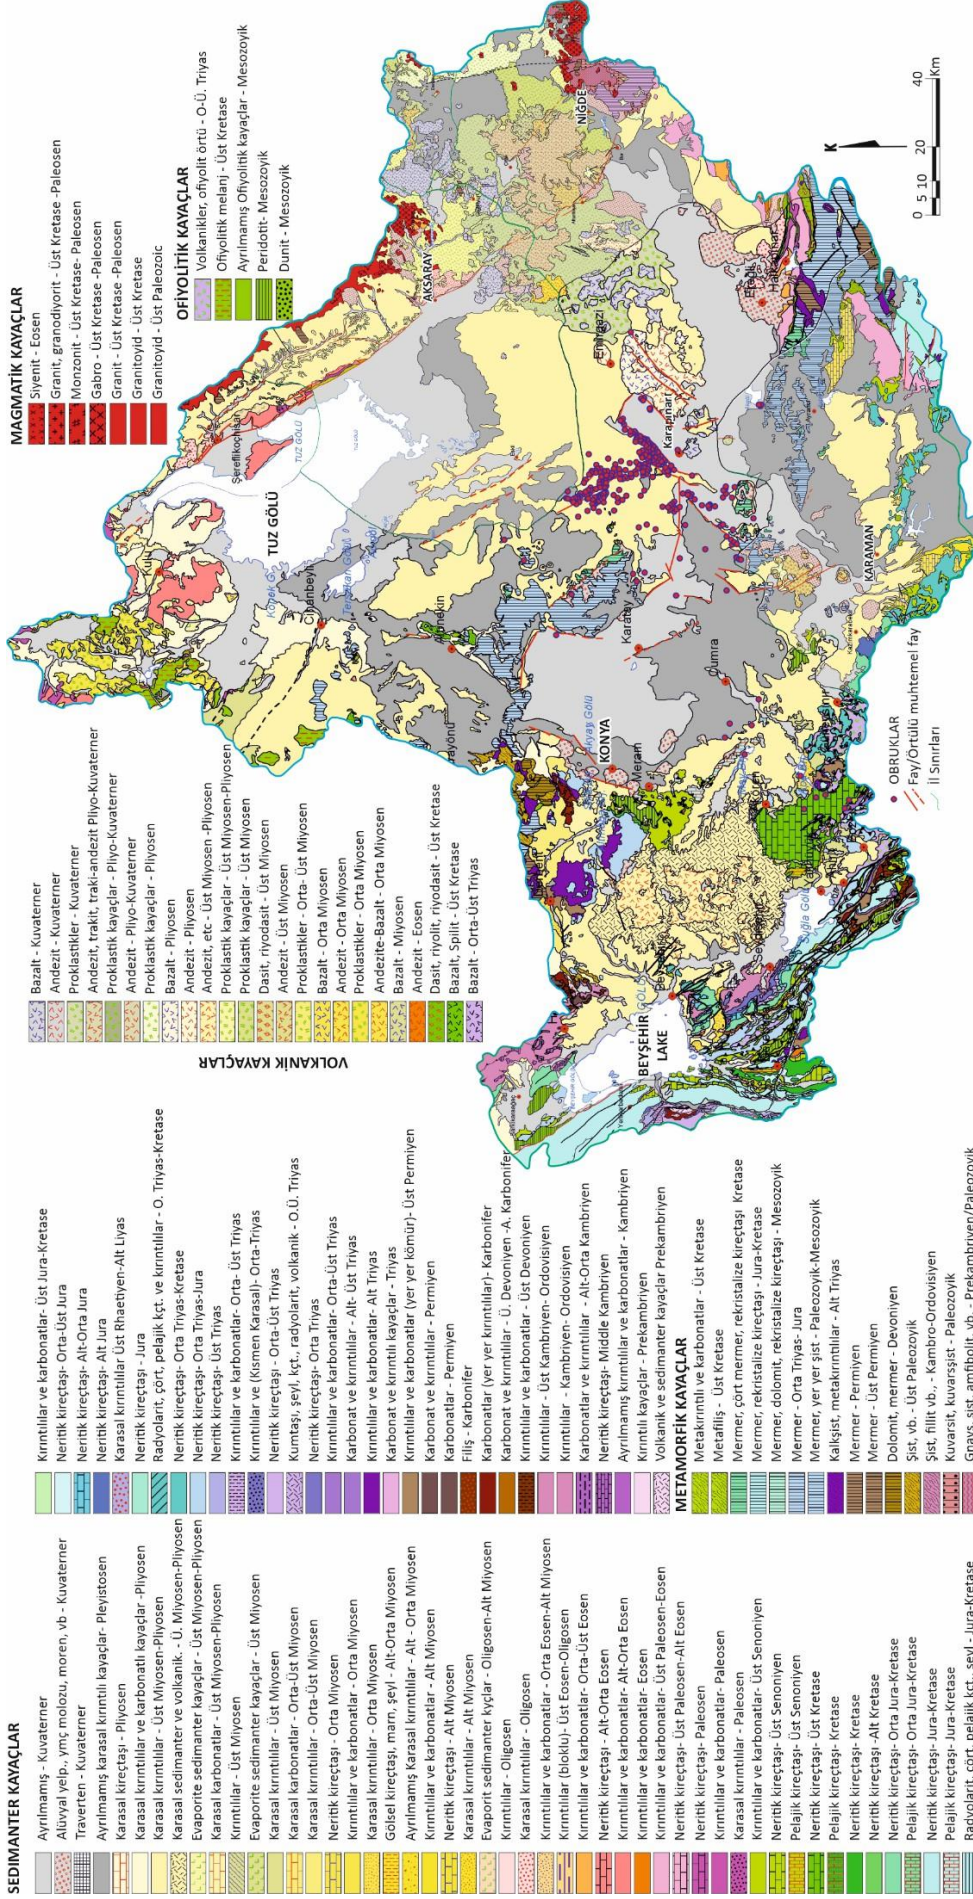 SEDİMANTER KAYAÇLAR
Ayrılmamış - Kuvaterner
Alüvyal yelp., ymç molozu, moren, vb - Kuvaterner
Traverten - Kuvaterner
Ayrılmamış karasal kırıntılı kayaçlar- Pleyistosen
Karasal kireçtaşı - Pliyosen
Karasal kırıntılılar ve karbonatlı kayaçlar -Pliyosen
Karasal kırıntılılar - Üst Miyosen-Pliyosen
Karasal sedimanter ve volkanik. - Ü. Miyosen-Pliyosen
Evaporite sedimanter kayaçlar - Üst Miyosen-Pliyosen
Karasal karbonatlar - Üst Miyosen-Pliyosen
Kırıntılılar - Üst Miyosen
Evaporite sedimanter kayaçlar - Üst Miyosen
Karasal kırıntılılar - Üst Miyosen
Karasal karbonatlar - Orta-Üst Miyosen
Karasal kırıntılılar - Orta-Üst Miyosen
Neritik kireçtaşı - Orta Miyosen
Kırıntılılar ve karbonatlar - Orta Miyosen
Karasal kırıntılılar - Orta Miyosen
Gölsel kireçtaşı, marn, şeyl - Alt-Orta Miyosen
Ayrılmamış Karasal kırıntılılar - Alt - Orta Miyosen
Kırıntılılar ve karbonatlar - Alt Miyosen
Neritik kireçtaşı - Alt Miyosen
Karasal kırıntılılar - Alt Miyosen
Evaporit sedimanter kyçlar - Oligosen-Alt Miyosen
Kırıntılılar - Oligosen
Karasal kırıntılılar - Oligosen
Kırıntılılar ve karbonatlar - Orta Eosen-Alt Miyosen
Kırıntılılar (bloklu)- Üst Eosen-Oligosen
Kırıntılılar ve karbonatlar - Orta-Üst Eosen
Neritik kireçtaşı - Alt-Orta Eosen
Kırıntılılar ve karbonatlar - Alt-Orta Eosen
Kırıntılılar ve karbonatlar- Eosen
Kırıntılılar ve karbonatlar- Üst Paleosen-Eosen
Neritik kireçtaşı- Üst Paleosen-Alt Eosen
Neritik kireçtaşı- Paleosen
Kırıntılılar ve karbonatlar- Paleosen
Karasal kırıntılılar - Paleosen
Kırıntılılar ve karbonatlar- Üst Senoniyen
Neritik kireçtaşı- Üst Senoniyen
Pelajik kireçtaşı- Üst Senoniyen
Neritik kireçtaşı- Üst Kretase
Pelajik kireçtaşı - Kretase
Neritik kireçtaşı- Kretase
Neritik kireçtaşı -Alt Kretase
Neritik kireçtaşı- Orta Jura-Kretase
Pelajik kireçtaşı- Orta Jura-Kretase
Neritik kireçtaşı- Jura-Kretase
Pelajik kireçtaşı- Jura-Kretase
Radyolarit, çört, pelajik kçt., şeyl - Jura-Kretase
Kırıntılılar ve karbonatlar- Üst Jura-Kretase
Neritik kireçtaşı- Orta-Üst Jura
Neritik kireçtaşı- Alt-Orta Jura
Neritik kireçtaşı- Alt Jura
Karasal kırıntılılar Üst Rhaethyen-Alt Liyas
Neritik kireçtaşı - Jura
Radyolarit, çört, pelajik kçt. ve kırıntılılar - O. Triyas-Kretase
Neritik kireçtaşı- Orta Triyas-Kretase
Neritik kireçtaşı- Orta Triyas-Jura
Neritik kireçtaşı- Üst Triyas
Kırıntılılar ve karbonatlar- Orta- Üst Triyas
Kırıntılılar ve (Kısmen Karasal)- Orta-Triyas
Neritik kireçtaşı - Orta-Üst Triyas
Kumtaşı, şeyl, kçt., radyolarit, volkanik - O.Ü. Triyas
Neritik kireçtaşı- Orta Triyas
Kırıntılılar ve karbonatlar- Orta-Üst Triyas
Karbonat ve kırıntılılar - Alt- Üst Triyas
Kırıntılılar ve karbonatlar- Alt Triyas
Karbonat ve kırıntılı kayaçlar - Triyas
Kırıntılılar ve karbonatlar (yer yer kömür)- Üst Permiyen
Karbonat ve kırıntılılar - Permiyen
Karbonatlar - Permiyen
Filiş - Karbonifer
Karbonatlar (yer yer kırıntılılar)- Karbonifer
Karbonat ve kırıntılılar - Ü. Devoniyen -A. Karbonifer
Kırıntılılar ve karbonatlar- Üst Devoniyen
Kırıntılılar - Üst Kambriyen- Ordovisiyen
Kırıntılılar - Kambriyen- Ordovisiyen
Karbonatlar ve kırıntılılar - Alt-Orta Kambriyen
Neritik kireçtaşı- Middle Kambriyen
Ayrılmamış kırıntılılar ve karbonatlar - Kambriyen
Kırıntılı kayaçlar - Prekambriyen
Volkanik ve sedimanter kayaçlar Prekambriyen
METAMORFİK KAYAÇLAR
Metakırıntılı ve karbonatlar - Üst Kretase
Metafiliş - Üst Kretase
Mermer, çört mermer, rekristalize kireçtaşı Kretase
Mermer, rekristalize kireçtaşı - Jura-Kretase
Mermer, dolomit, rekristalize kireçtaşı - Mesozoyik
Mermer - Orta Triyas- Jura
Mermer, yer yer şist - Paleozoyik-Mesozoyik
Kalkşist, metakırıntılılar - Alt Triyas
Mermer - Permiyen
Mermer - Üst Permiyen
Dolomit, mermer - Devoniyen
Şist, vb. - Üst Paleozoyik
Şist, fillit vb., - Kambro-Ordovisiyen
Kuvarsit, kuvarsşist - Paleozoyik
Gnays, şist, amfibolit, vb. - Prekambriyen/Paleozoyik
VOLKANİK KAYAÇLAR
Bazalt - Kuvaterner
Andezit - Kuvaterner
Proklastikler - Kuvaterner
Andezit, trakit, traki-andezit Pliyo-Kuvaterner
Proklastik kayaçlar - Pliyo-Kuvaterner
Andezit - Pliyo-Kuvaterner
Proklastik kayaçlar - Pliyosen
Bazalt - Pliyosen
Andezit - Pliyosen
Andezit, etc - Üst Miyosen -Pliyosen
Proklastik kayaçlar - Üst Miyosen-Pliyosen
Proklastik kayaçlar - Üst Miyosen
Dasit, riyodasit - Üst Miyosen
Andezit - Üst Miyosen
Proklastikler - Orta- Üst Miyosen
Bazalt - Orta Miyosen
Andezit - Orta Miyosen
Proklastikler - Orta Miyosen
Andezite-Bazalt - Orta Miyosen
Bazalt - Miyosen
Andezit - Eosen
Dasit, riyolit, riyodasit - Üst Kretase
Bazalt, Spilit - Üst Kretase
Bazalt - Orta-Üst Triyas
MAGMATİK KAYAÇLAR
Siyenit - Eosen
Granit, granodiyorit - Üst Kretase -Paleosen
Monzonit - Üst Kretase- Paleosen
Gabro - Üst Kretase -Paleosen
Granit - Üst Kretase -Paleosen
Granitoyid - Üst Kretase
Granitoyid - Üst Paleozoic
OFİYOLİTİK KAYAÇLAR
Volkanikler, ofiyolit örtü - O-Ü. Triyas
Ofiyolitik melanj - Üst Kretase
Ayrılmamış Ofiyolitik kayaçlar - Mesozoyik
Peridotit- Mesozoyik
Dunit - Mesozoyik
Kulu
Şereflikoçhisar
TUZ GÖLÜ
TUZ GÖLÜ
Köpek G.
Cihanbeyli
Tersakan Gölü
AKSARAY
NİĞDE
Emirgazi
Karapınar
Ereğli
Halkapınar
Karatay
KONYA
Meram
Akyatı Gölü
Çumra
KARAMAN
BEYŞEHİR
GÖLÜ
LAKE
Suğla Gölü
OBRUKLAR
Fay/Örtülü muhtemel fay
İl Sınırları
K
0 5 10 20 40
Km